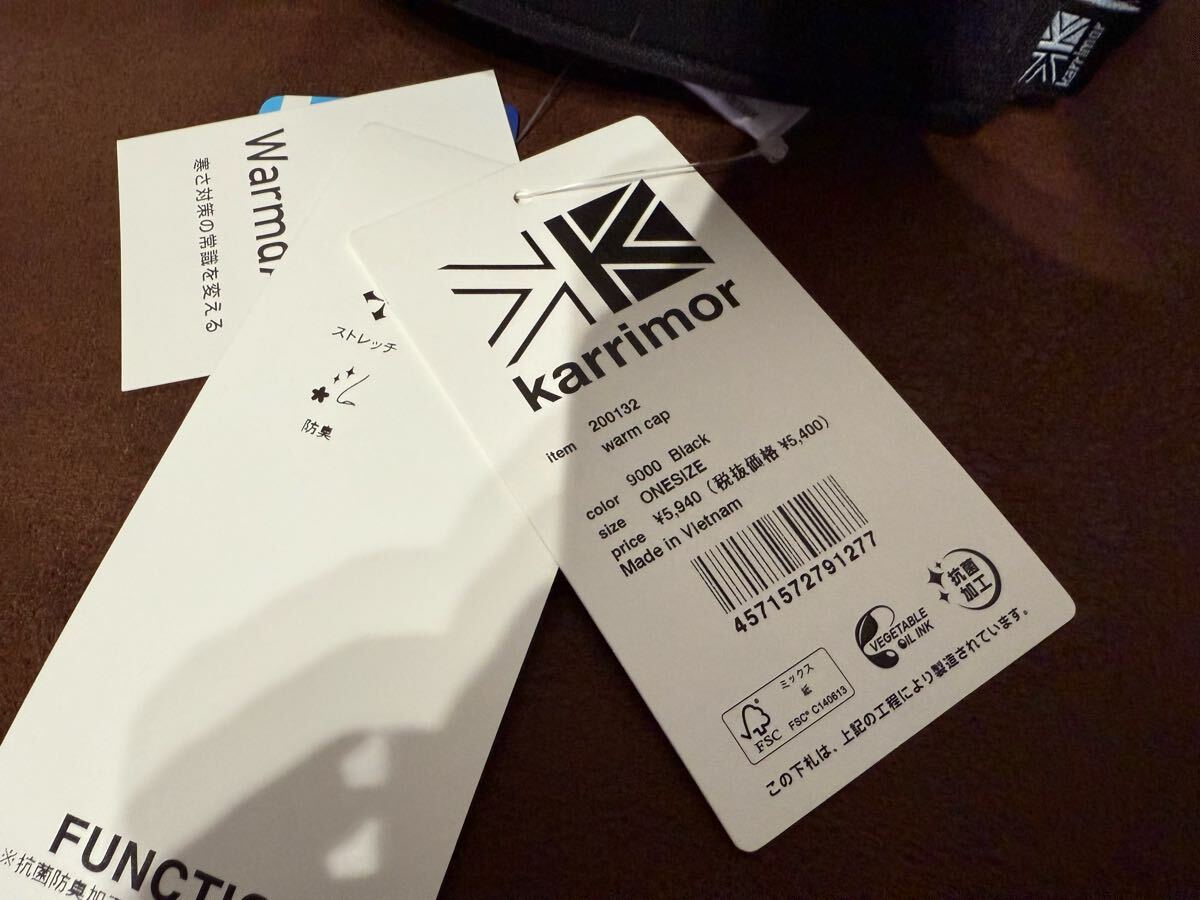 karrimor
Warm
寒さ対策の常識を変える
ストレッチ
防臭
karrimor
item 200132
warm cap
color 9000 Black
size ONESIZE
price ¥5,940（税抜価格 ¥5,400）
Made in Vietnam
4571572791277
抗菌
加工
VEGETABLE
OIL INK
ミックス
紙
FSC
FSC® C140613
この下札は、上記の工程により製造されています。
FUNCTIO
※抗菌防臭加